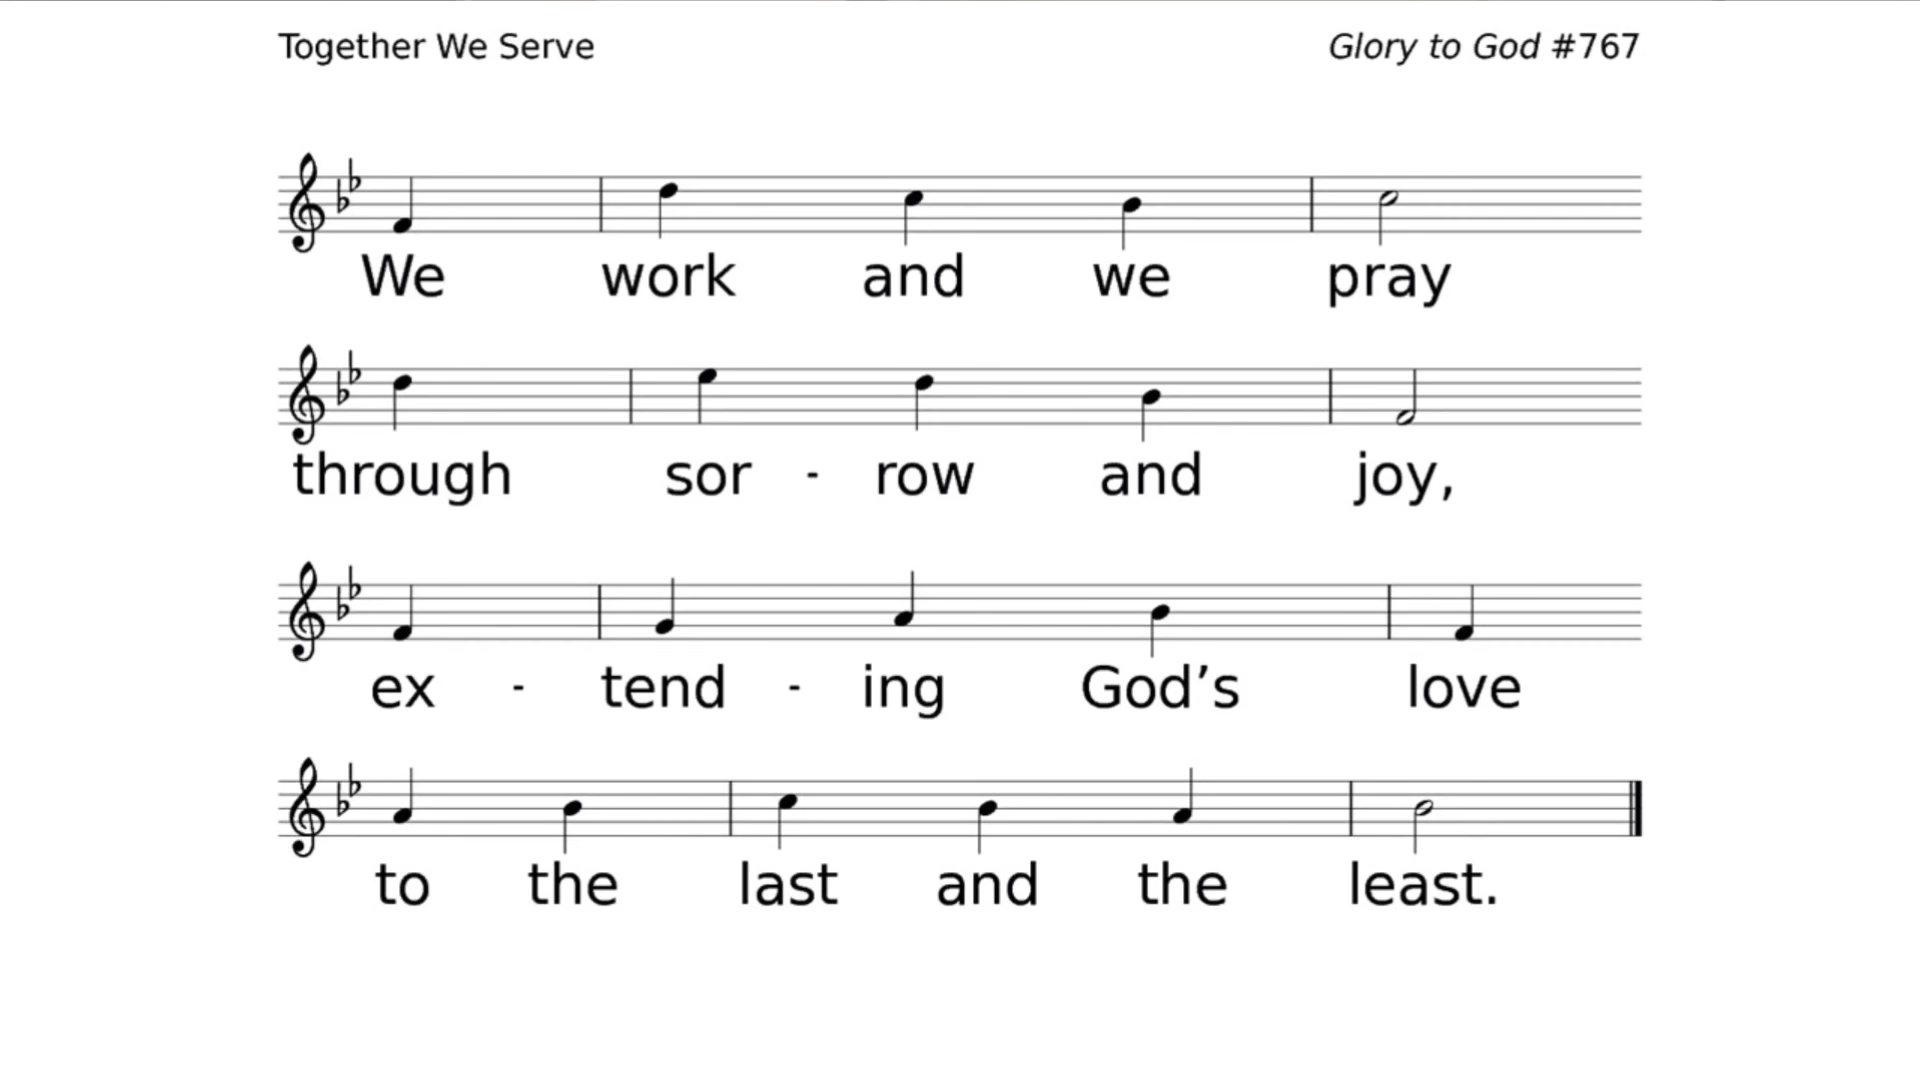 Together We Serve
Glory to God #767
We work and we pray
through sor - row and joy,
ex - tend - ing God’s love
to the last and the least.